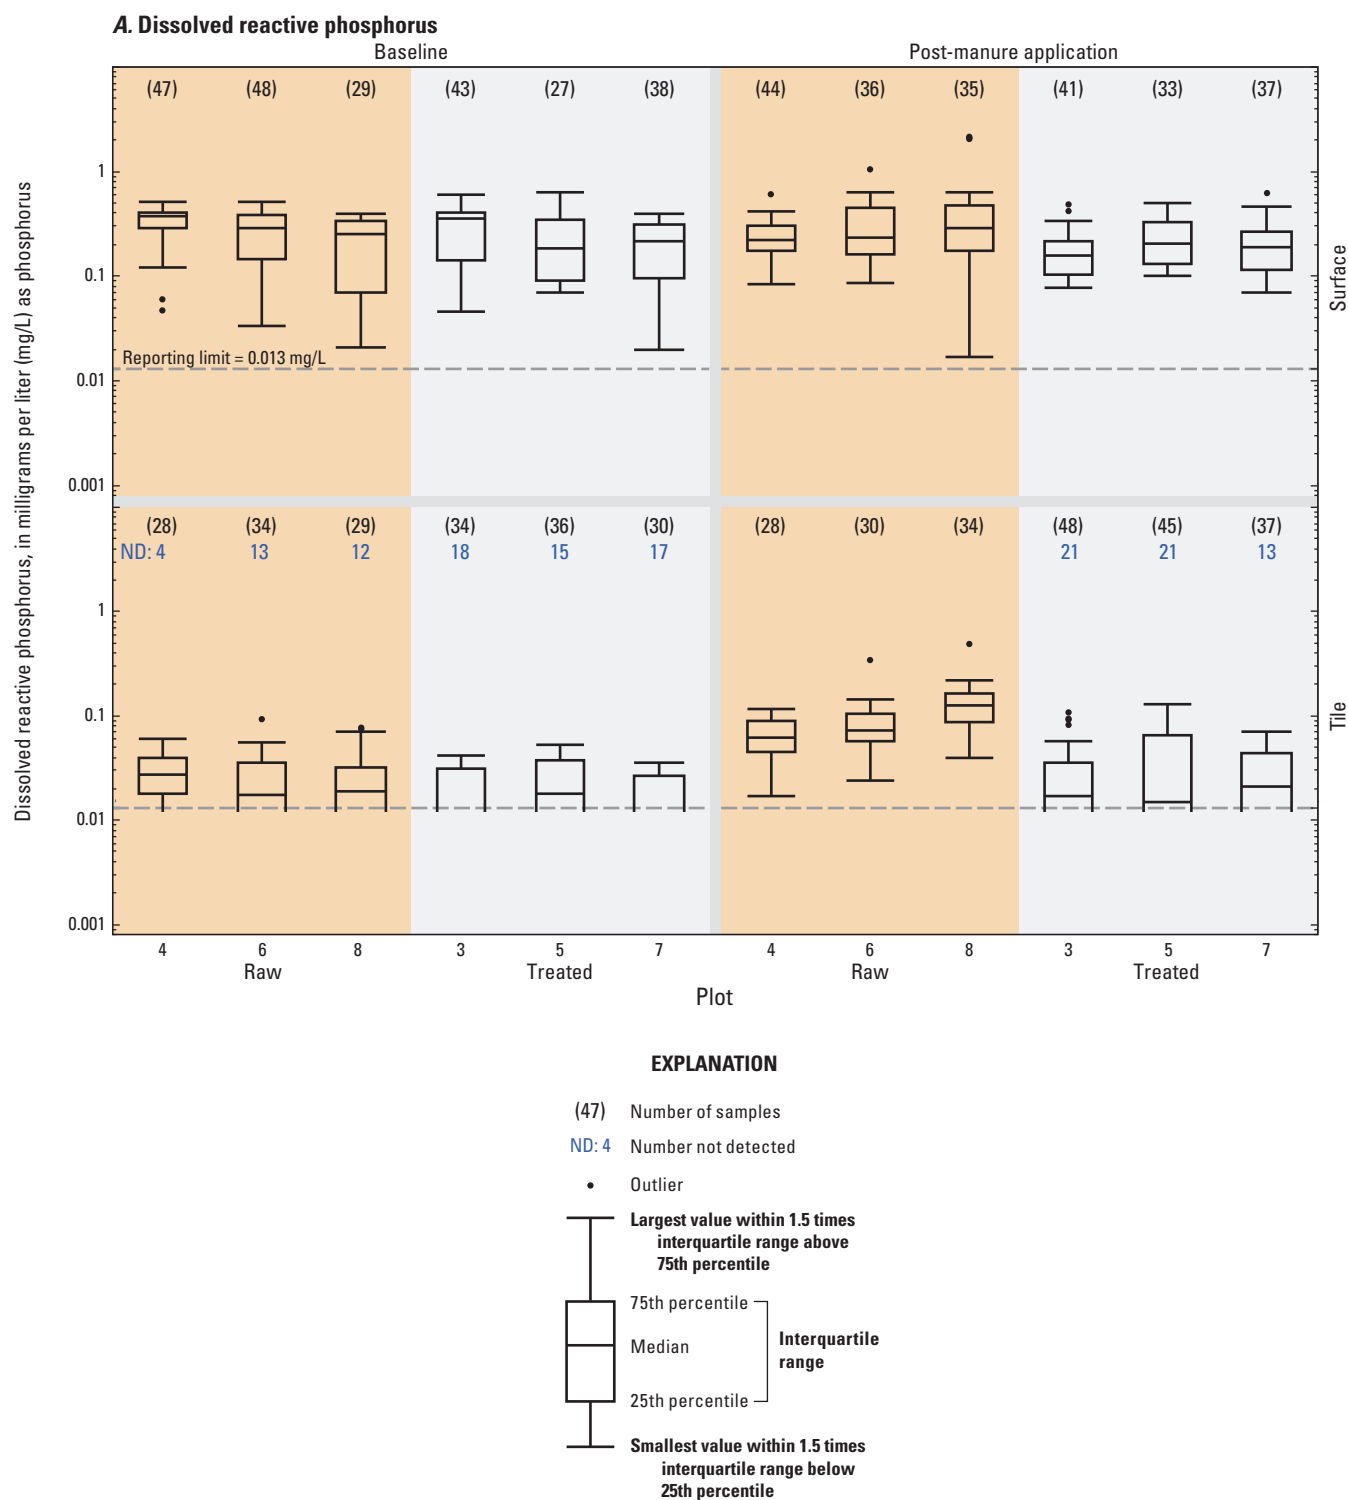 A. Dissolved reactive phosphorus
Baseline
Post-manure application
(47) (48) (29) (43) (27) (38) (44) (36) (35) (41) (33) (37)
1
0.1
0.01
0.001
Reporting limit = 0.013 mg/L
Surface
Dissolved reactive phosphorus, in milligrams per liter (mg/L) as phosphorus
(28) (34) (29) (34) (36) (30) (28) (30) (34) (48) (45) (37)
ND: 4 13 12 18 15 17 21 21 13
1
0.1
0.01
0.001
Tile
4 6 8 3 5 7 4 6 8 3 5 7
Raw Treated Raw Treated
Plot
EXPLANATION
(47) Number of samples
ND: 4 Number not detected
Outlier
Largest value within 1.5 times
interquartile range above
75th percentile
75th percentile
Median
Interquartile
range
25th percentile
Smallest value within 1.5 times
interquartile range below
25th percentile